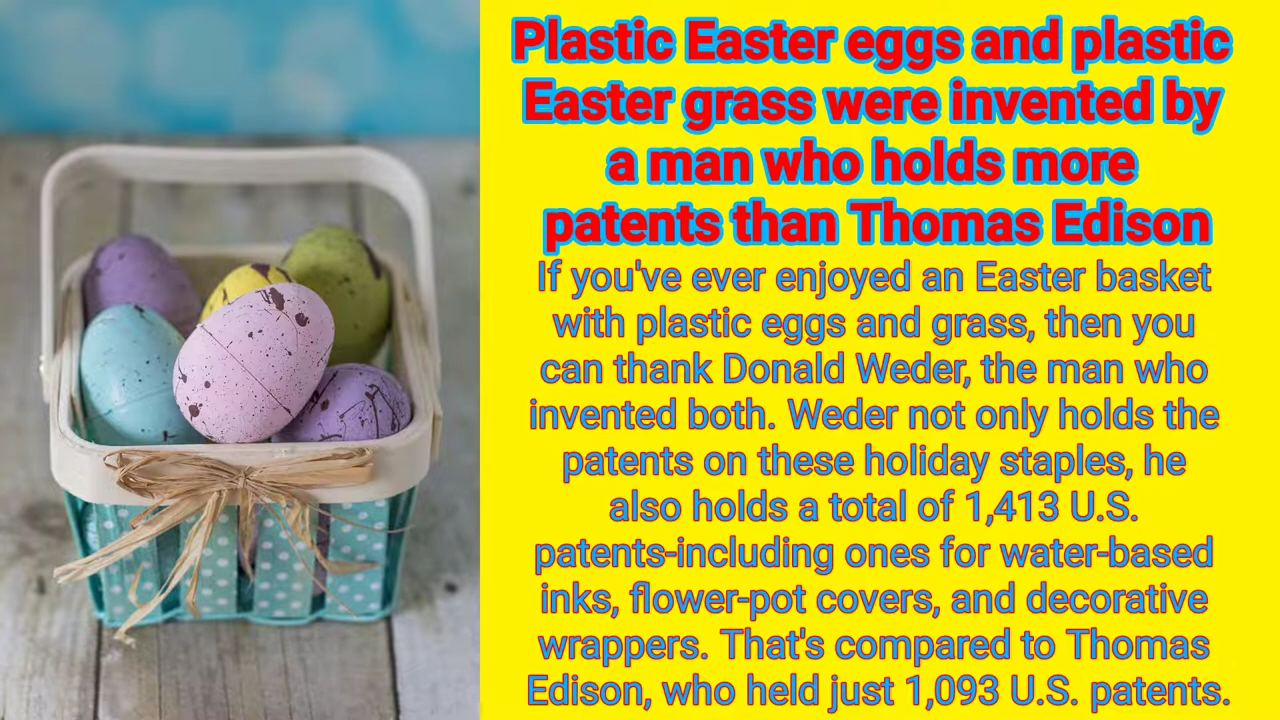 Plastic Easter eggs and plastic
Easter grass were invented by
a man who holds more
patents than Thomas Edison
If you've ever enjoyed an Easter basket
with plastic eggs and grass, then you
can thank Donald Weder, the man who
invented both. Weder not only holds the
patents on these holiday staples, he
also holds a total of 1,413 U.S.
patents-including ones for water-based
inks, flower-pot covers, and decorative
wrappers. That's compared to Thomas
Edison, who held just 1,093 U.S. patents.